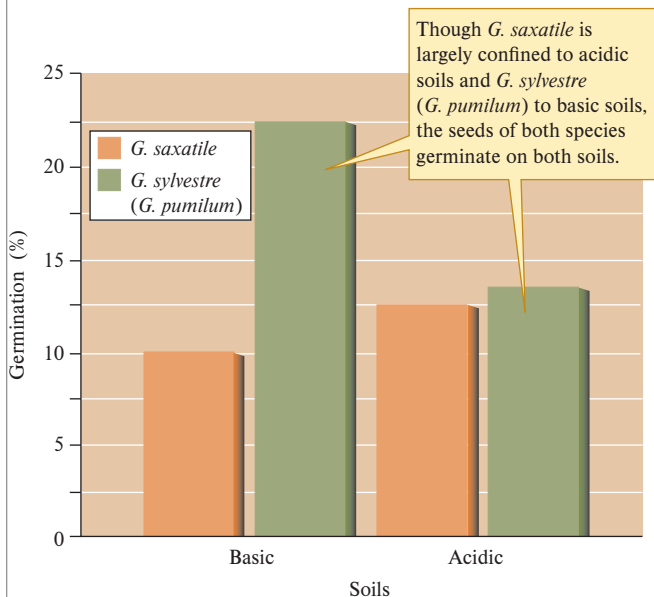 Though G. saxatile is
largely confined to acidic
soils and G. sylvestre
(G. pumilum) to basic soils,
the seeds of both species
germinate on both soils.
G. saxatile
G. sylvestre
(G. pumilum)
Germination (%)
25
20
15
10
5
0
Basic
Acidic
Soils